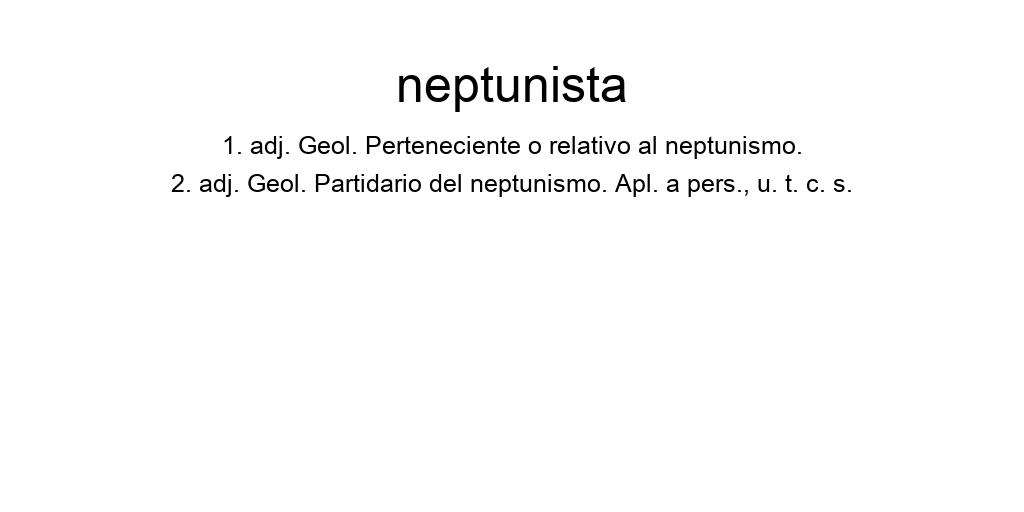 neptunista
1. adj. Geol. Perteneciente o relativo al neptunismo.
2. adj. Geol. Partidario del neptunismo. Apl. a pers., u. t. c. s.